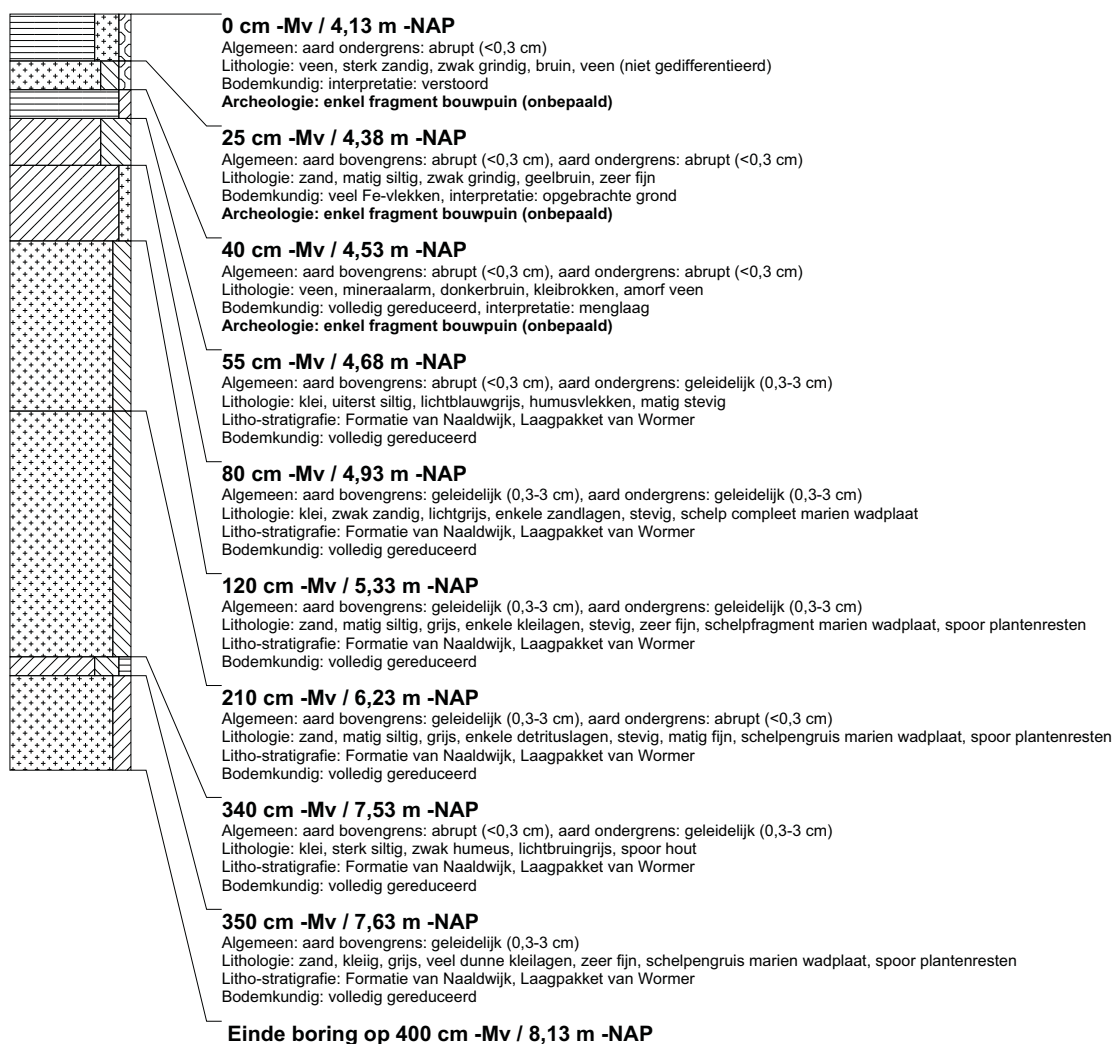 0 cm -Mv / 4,13 m -NAP
Algemeen: aard ondergrens: abrupt (<0,3 cm)
Lithologie: veen, sterk zandig, zwak grindig, bruin, veen (niet gedifferentieerd)
Bodemkundig: interpretatie: verstoord
Archeologie: enkel fragment bouwpuin (onbepaald)
25 cm -Mv / 4,38 m -NAP
Algemeen: aard bovengrens: abrupt (<0,3 cm), aard ondergrens: abrupt (<0,3 cm)
Lithologie: zand, matig siltig, zwak grindig, geelbruin, zeer fijn
Bodemkundig: veel Fe-vlekken, interpretatie: opgebrachte grond
Archeologie: enkel fragment bouwpuin (onbepaald)
40 cm -Mv / 4,53 m -NAP
Algemeen: aard bovengrens: abrupt (<0,3 cm), aard ondergrens: abrupt (<0,3 cm)
Lithologie: veen, mineraalarm, donkerbruin, kleibrokken, amorf veen
Bodemkundig: volledig gereduceerd, interpretatie: menglaag
Archeologie: enkel fragment bouwpuin (onbepaald)
55 cm -Mv / 4,68 m -NAP
Algemeen: aard bovengrens: abrupt (<0,3 cm), aard ondergrens: geleidelijk (0,3-3 cm)
Lithologie: klei, uiterst siltig, lichtblauwgrijs, humusvlekken, matig stevig
Litho-stratigrafie: Formatie van Naaldwijk, Laagpakket van Wormer
Bodemkundig: volledig gereduceerd
80 cm -Mv / 4,93 m -NAP
Algemeen: aard bovengrens: geleidelijk (0,3-3 cm), aard ondergrens: geleidelijk (0,3-3 cm)
Lithologie: klei, zwak zandig, lichtgrijs, enkele zandlagen, stevig, schelp compleet marien wadplaat
Litho-stratigrafie: Formatie van Naaldwijk, Laagpakket van Wormer
Bodemkundig: volledig gereduceerd
120 cm -Mv / 5,33 m -NAP
Algemeen: aard bovengrens: geleidelijk (0,3-3 cm), aard ondergrens: geleidelijk (0,3-3 cm)
Lithologie: zand, matig siltig, grijs, enkele kleilagen, stevig, zeer fijn, schelpfragment marien wadplaat, spoor plantenresten
Litho-stratigrafie: Formatie van Naaldwijk, Laagpakket van Wormer
Bodemkundig: volledig gereduceerd
210 cm -Mv / 6,23 m -NAP
Algemeen: aard bovengrens: geleidelijk (0,3-3 cm), aard ondergrens: abrupt (<0,3 cm)
Lithologie: zand, matig siltig, grijs, enkele detrituslagen, stevig, matig fijn, schelpengruis marien wadplaat, spoor plantenresten
Litho-stratigrafie: Formatie van Naaldwijk, Laagpakket van Wormer
Bodemkundig: volledig gereduceerd
340 cm -Mv / 7,53 m -NAP
Algemeen: aard bovengrens: abrupt (<0,3 cm), aard ondergrens: geleidelijk (0,3-3 cm)
Lithologie: klei, sterk siltig, zwak humeus, lichtbruingrijs, spoor hout
Litho-stratigrafie: Formatie van Naaldwijk, Laagpakket van Wormer
Bodemkundig: volledig gereduceerd
350 cm -Mv / 7,63 m -NAP
Algemeen: aard bovengrens: geleidelijk (0,3-3 cm)
Lithologie: zand, kleiig, grijs, veel dunne kleilagen, zeer fijn, schelpengruis marien wadplaat, spoor plantenresten
Litho-stratigrafie: Formatie van Naaldwijk, Laagpakket van Wormer
Bodemkundig: volledig gereduceerd
Einde boring op 400 cm -Mv / 8,13 m -NAP